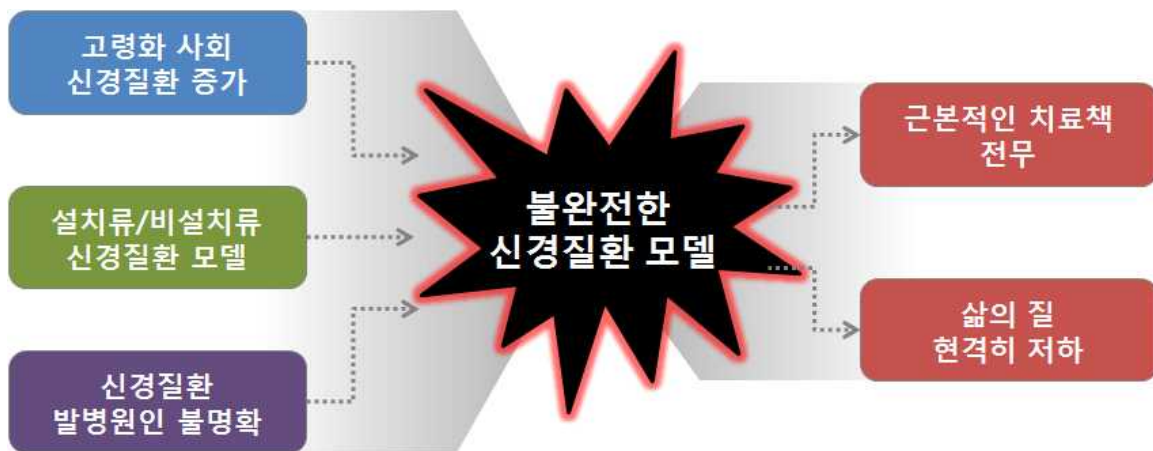 고령화 사회
신경질환 증가
설치류/비설치류
신경질환 모델
신경질환
발병원인 불명확
불완전한
신경질환 모델
근본적인 치료책
전무
삶의 질
현격히 저하